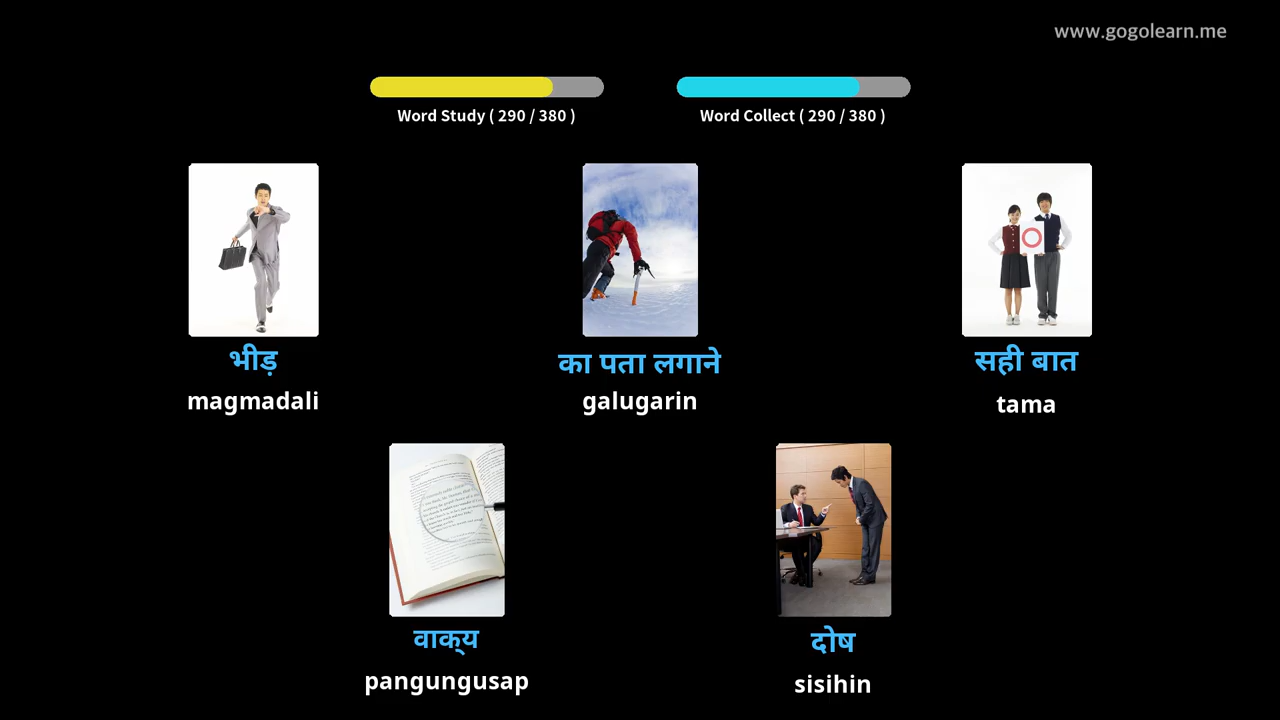 www.gogolearn.me
Word Study ( 290 / 380 )
Word Collect ( 290 / 380 )
भीड़
magmadali
का पता लगाने
galugarin
सही बात
tama
वाक्य
pangungusap
दोष
sisihin